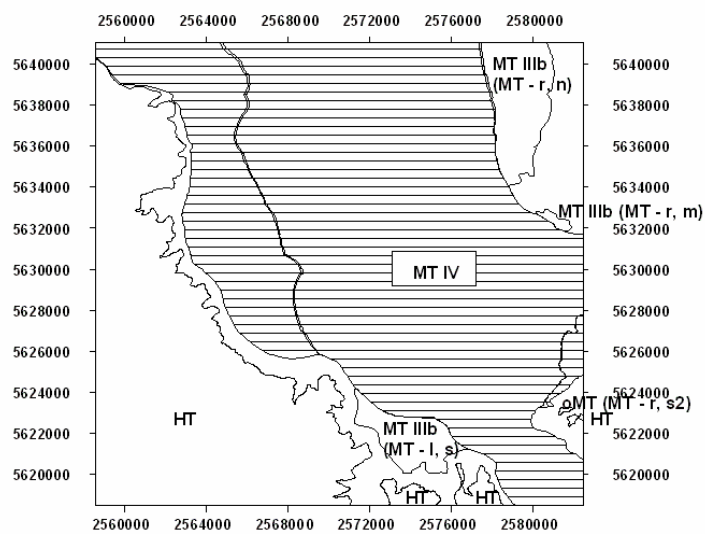 2560000 2564000 2568000 2572000 2576000 2580000
5640000
5638000
5636000
5634000
5632000
5630000
5628000
5626000
5624000
5622000
5620000
MT IIIb
(MT - r, n)
MT IIIb (MT - r, m)
MT IV
oMT (MT - r, s2)
HT
HT
MT IIIb
(MT - l, s)
HT
HT
5640000
5638000
5636000
5634000
5632000
5630000
5628000
5626000
5624000
5622000
5620000
2560000 2564000 2568000 2572000 2576000 2580000